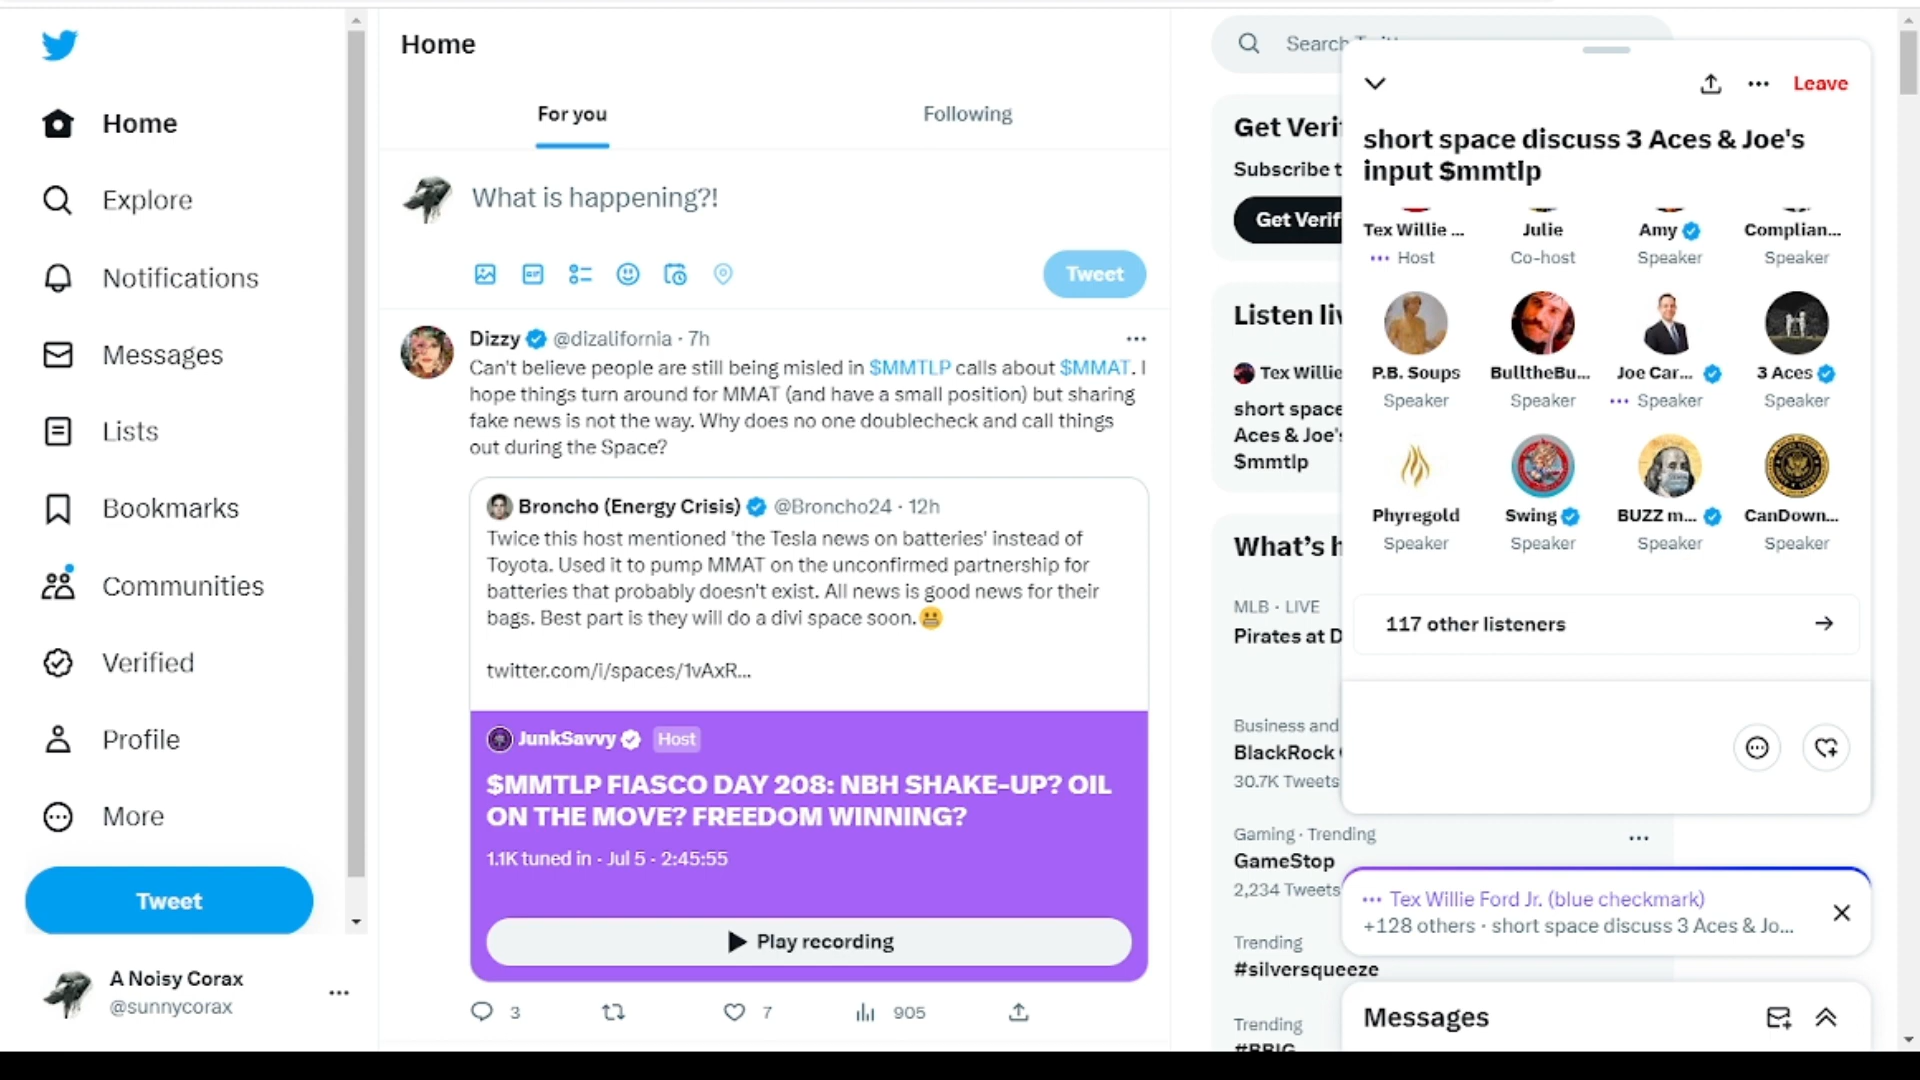 Home
Explore
Notifications
Messages
Lists
Bookmarks
Communities
Verified
Profile
More
Tweet
A Noisy Corax
@sunnycorax
Home
For you
Following
What is happening?!
GIF
Tweet
Dizzy @dizalifornia · 7h
Can't believe people are still being misled in $MMTLP calls about $MMAT. I
hope things turn around for MMAT (and have a small position) but sharing
fake news is not the way. Why does no one doublecheck and call things
out during the Space?
Broncho (Energy Crisis) @Broncho24 · 12h
Twice this host mentioned 'the Tesla news on batteries' instead of
Toyota. Used it to pump MMAT on the unconfirmed partnership for
batteries that probably doesn't exist. All news is good news for their
bags. Best part is they will do a divi space soon.😬
twitter.com/i/spaces/1vAxR...
JunkSavvy Host
$MMTLP FIASCO DAY 208: NBH SHAKE-UP? OIL
ON THE MOVE? FREEDOM WINNING?
1.1K tuned in · Jul 5 · 2:45:55
Play recording
3
7
905
Search
Get Veri
Subscribe t
Get Verif
Listen liv
Tex Willie
short space
Aces & Joe's
$mmtlp
What's h
MLB · LIVE
Pirates at D
Business and
BlackRock
30.7K Tweets
Gaming · Trending
GameStop
2,234 Tweets
Trending
#silversqueeze
Trending
#BBIG
Leave
short space discuss 3 Aces & Joe's
input $mmtlp
Tex Willie ...
Julie
Amy
Complian...
Host
Co-host
Speaker
Speaker
P.B. Soups
BulltheBu...
Joe Car...
3 Aces
Speaker
Speaker
Speaker
Speaker
Phyregold
Swing
BUZZ m...
CanDown...
Speaker
Speaker
Speaker
Speaker
117 other listeners
Tex Willie Ford Jr. (blue checkmark)
+128 others · short space discuss 3 Aces & Jo...
Messages